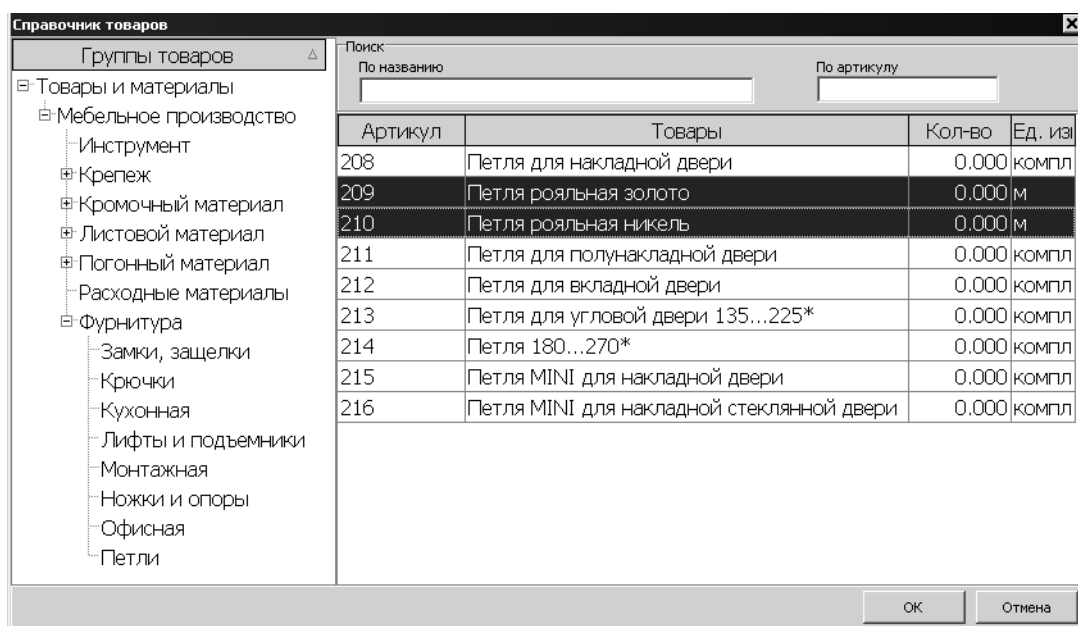 Справочник товаров
Группы товаров
Товары и материалы
Мебельное производство
Инструмент
Крепеж
Кромочный материал
Листовой материал
Погонный материал
Расходные материалы
Фурнитура
Замки, защелки
Крючки
Кухонная
Лифты и подъемники
Монтажная
Ножки и опоры
Офисная
Петли
Поиск
По названию По артикулу
Артикул Товары Кол-во Ед. изм
208 Петля для накладной двери 0.000 компл
209 Петля рояльная золото 0.000 м
210 Петля рояльная никель 0.000 м
211 Петля для полунакладной двери 0.000 компл
212 Петля для вкладной двери 0.000 компл
213 Петля для угловой двери 135...225* 0.000 компл
214 Петля 180...270* 0.000 компл
215 Петля MINI для накладной двери 0.000 компл
216 Петля MINI для накладной стеклянной двери 0.000 компл
ОК Отмена